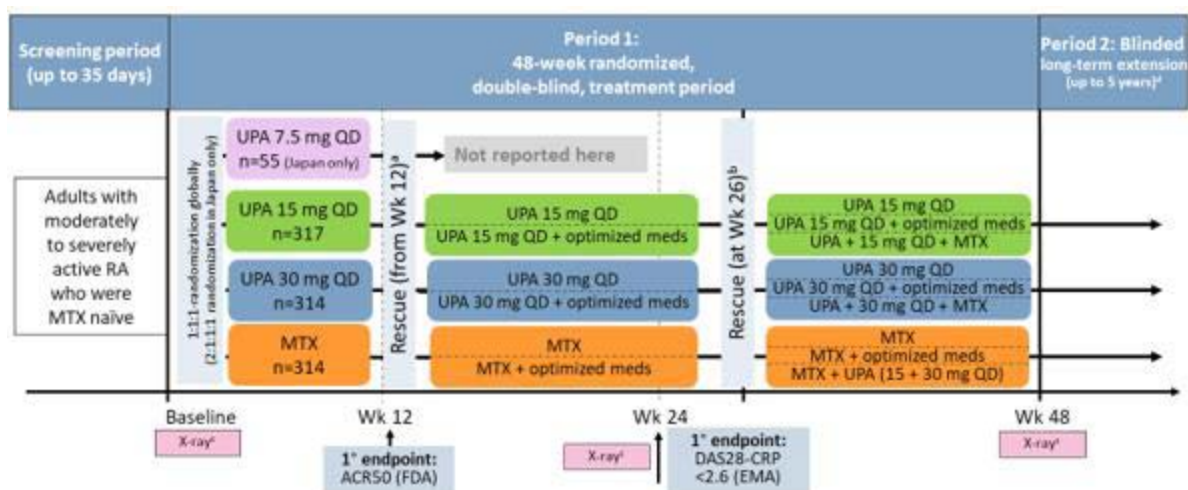 Screening period
(up to 35 days)
Period 1:
48-week randomized,
double-blind, treatment period
Period 2: Blinded
long-term extension
(up to 5 years)d
Adults with
moderately
to severely
active RA
who were
MTX naïve
1:1:1-randomization globally
(2:1:1:1 randomization in Japan only)
UPA 7.5 mg QD
n=55 (Japan only)
UPA 15 mg QD
n=317
UPA 30 mg QD
n=314
MTX
n=314
Rescue (from Wk 12)a
Not reported here
UPA 15 mg QD
UPA 15 mg QD + optimized meds
UPA 30 mg QD
UPA 30 mg QD + optimized meds
MTX
MTX + optimized meds
Rescue (at Wk 26)b
UPA 15 mg QD
UPA 15 mg QD + optimized meds
UPA + 15 mg QD + MTX
UPA 30 mg QD
UPA 30 mg QD + optimized meds
UPA + 30 mg QD + MTX
MTX
MTX + optimized meds
MTX + UPA (15 + 30 mg QD)
Baseline
Wk 12
Wk 24
Wk 48
X-rayc
1° endpoint:
ACR50 (FDA)
X-rayc
1° endpoint:
DAS28-CRP
<2.6 (EMA)
X-rayc